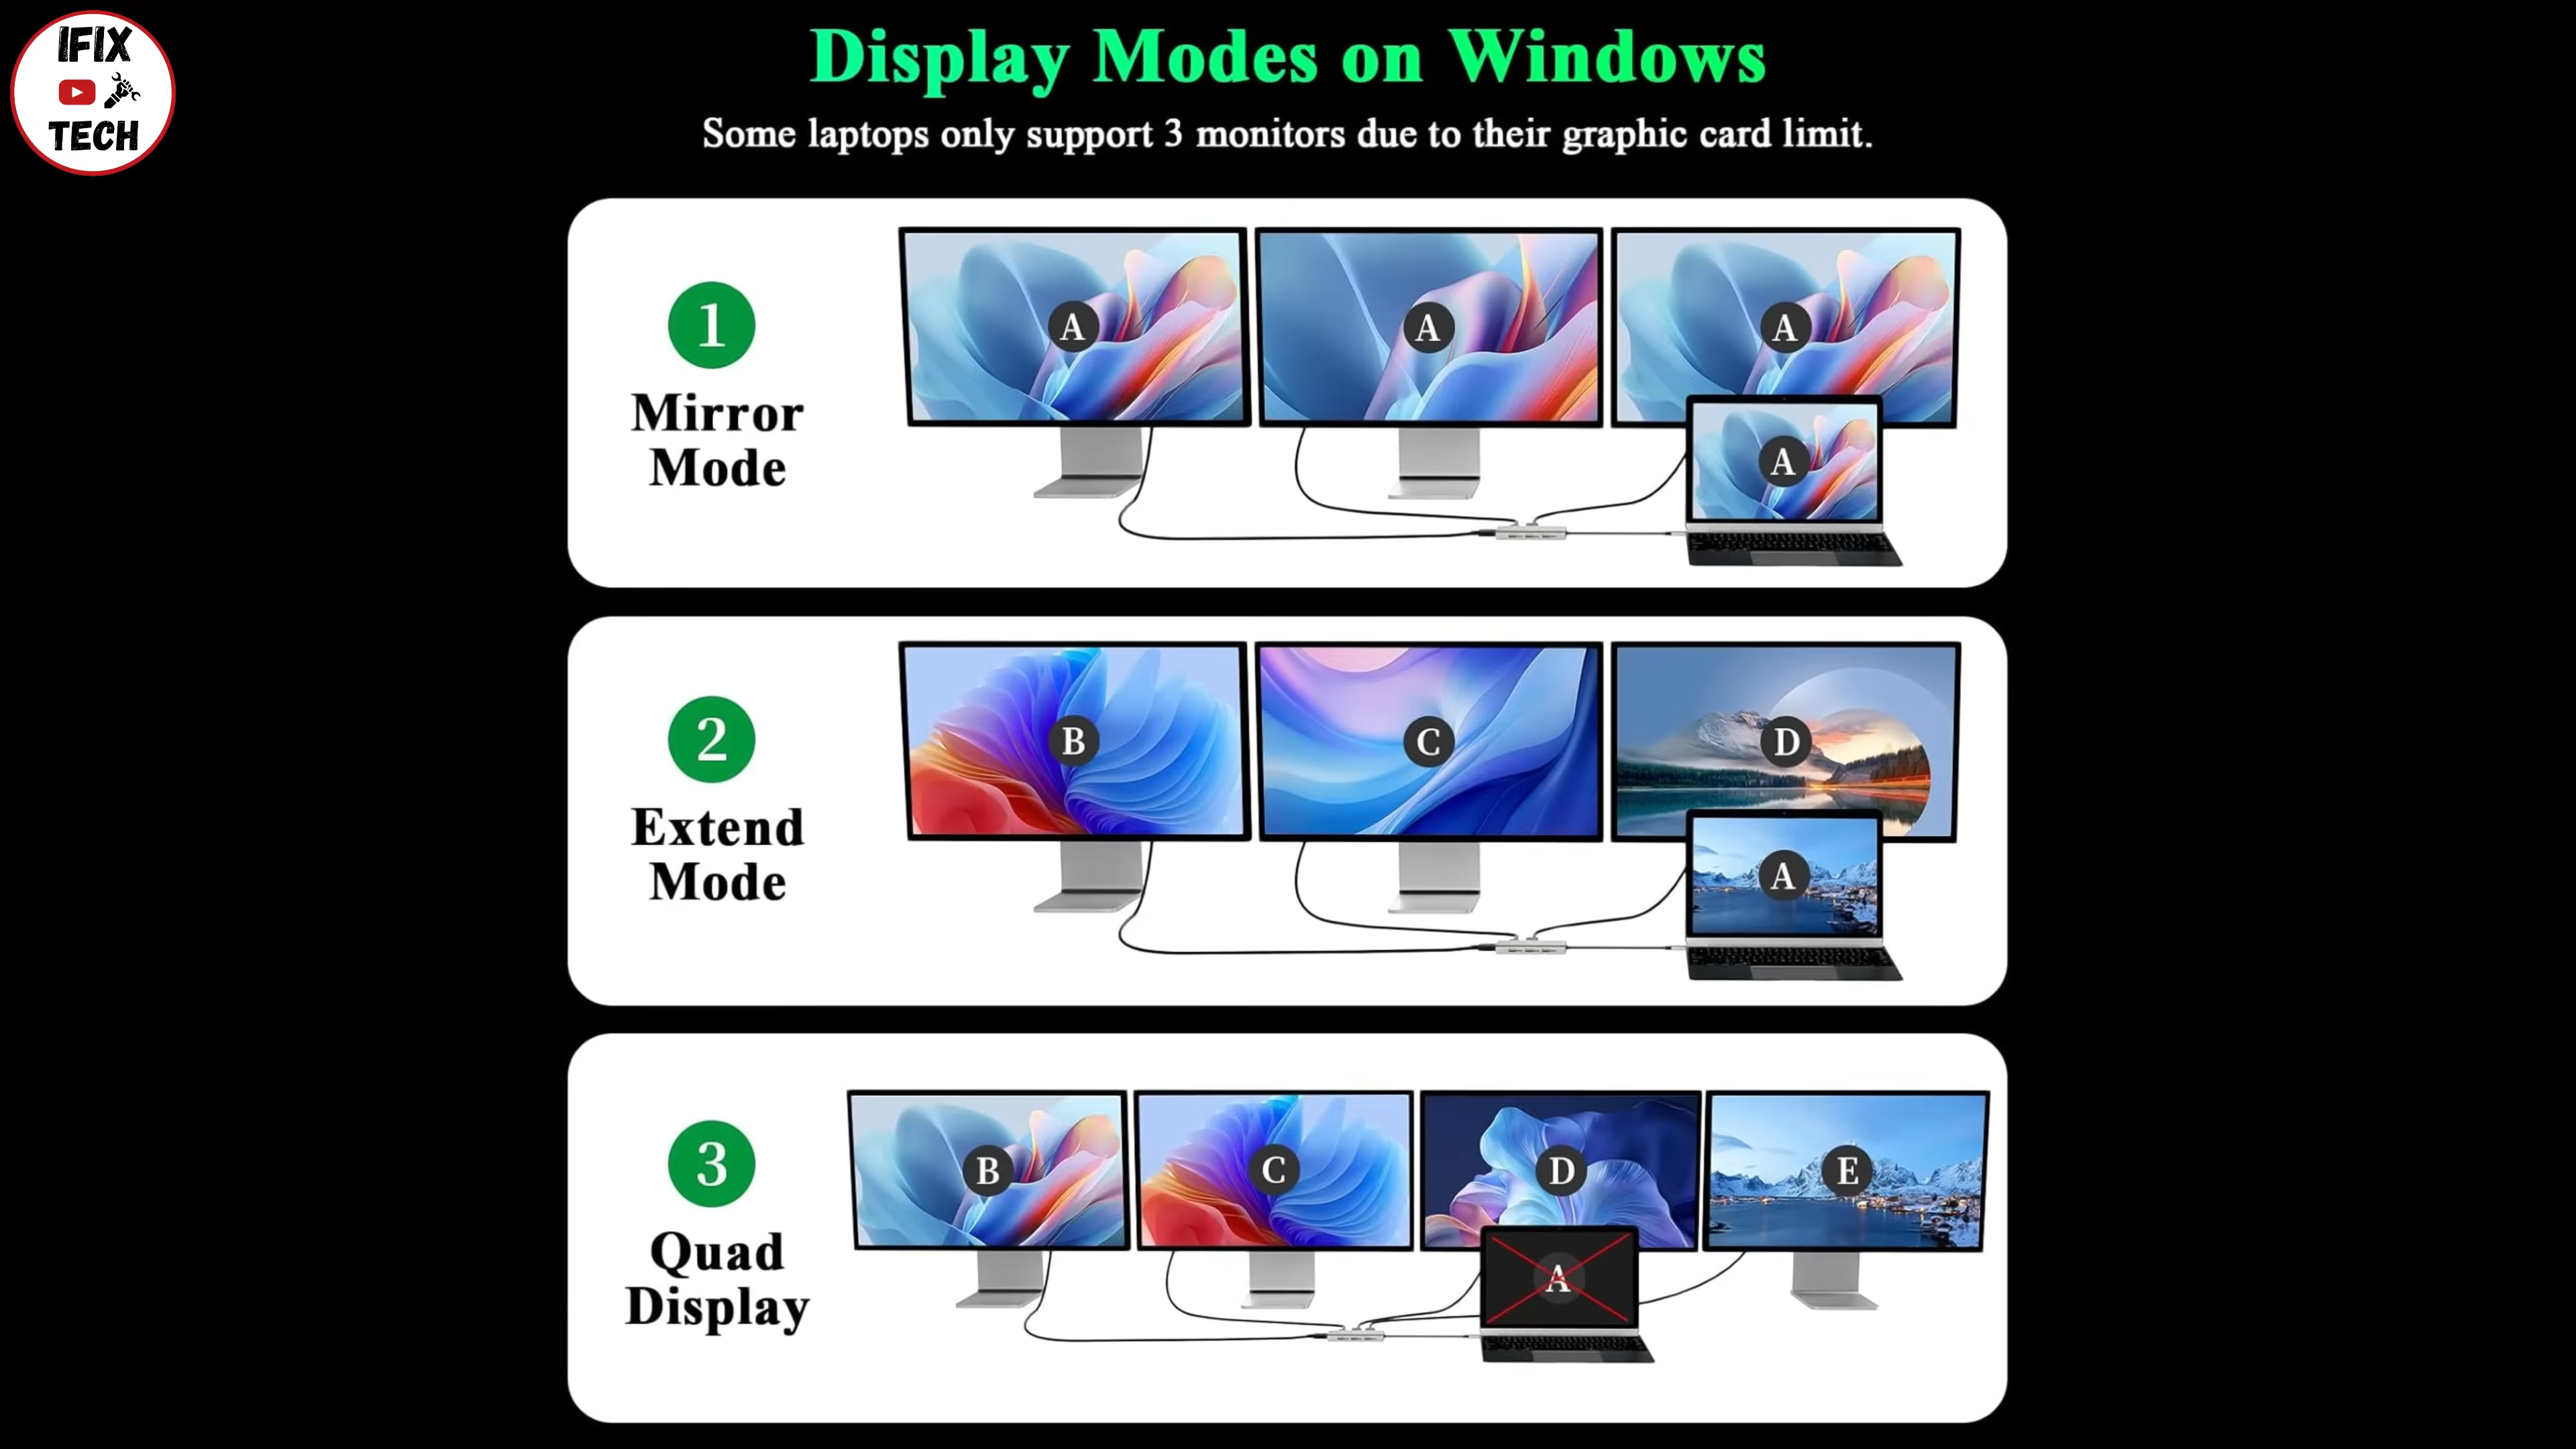 IFIX
TECH
Display Modes on Windows
Some laptops only support 3 monitors due to their graphic card limit.
1
Mirror
Mode
A
A
A
A
2
Extend
Mode
B
C
D
A
3
Quad
Display
B
C
D
E
A